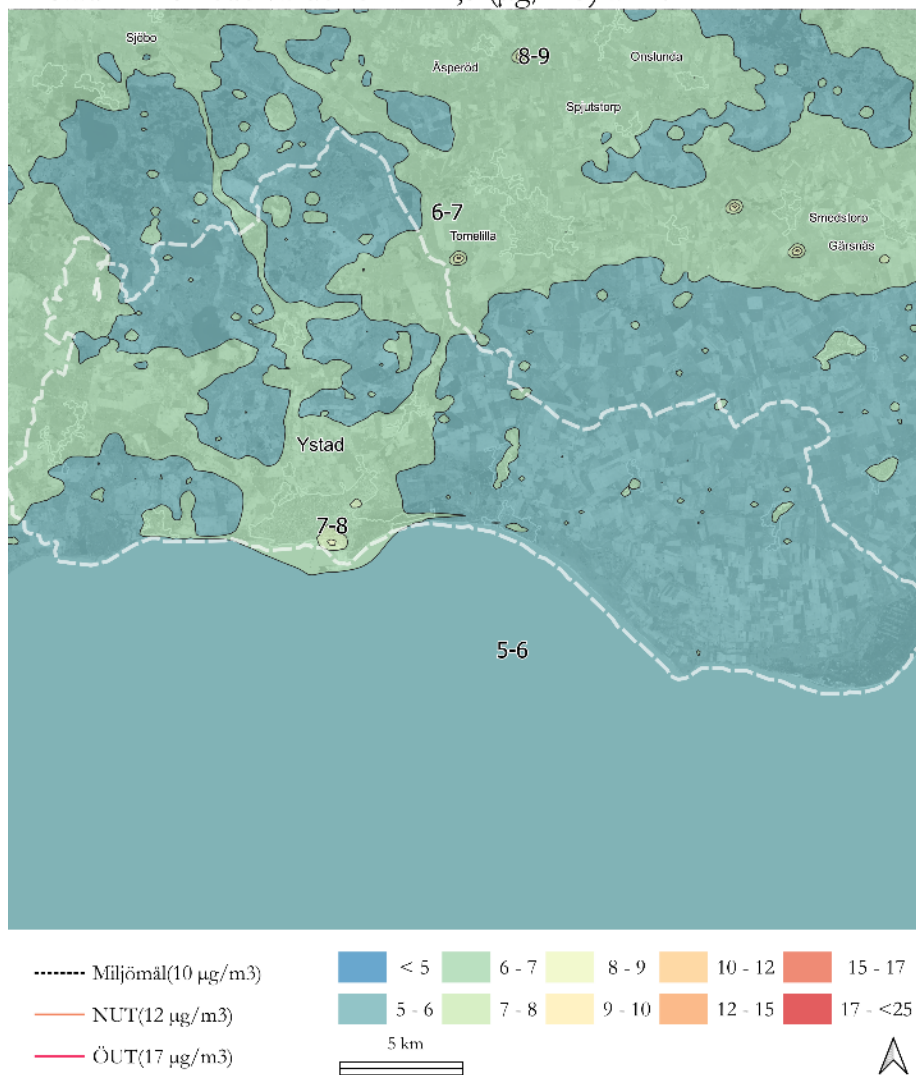 (µg/m3)
Sjöbo
8-9
Onslunda
Äsperöd
Spjutstorp
6-7
Smedstorp
Tomelilla
Gärsnäs
Ystad
7-8
5-6
Miljömål(10 µg/m3)
< 5
6 - 7
8 - 9
10 - 12
15 - 17
NUT(12 µg/m3)
5 - 6
7 - 8
9 - 10
12 - 15
17 - <25
ÖUT(17 µg/m3)
5 km